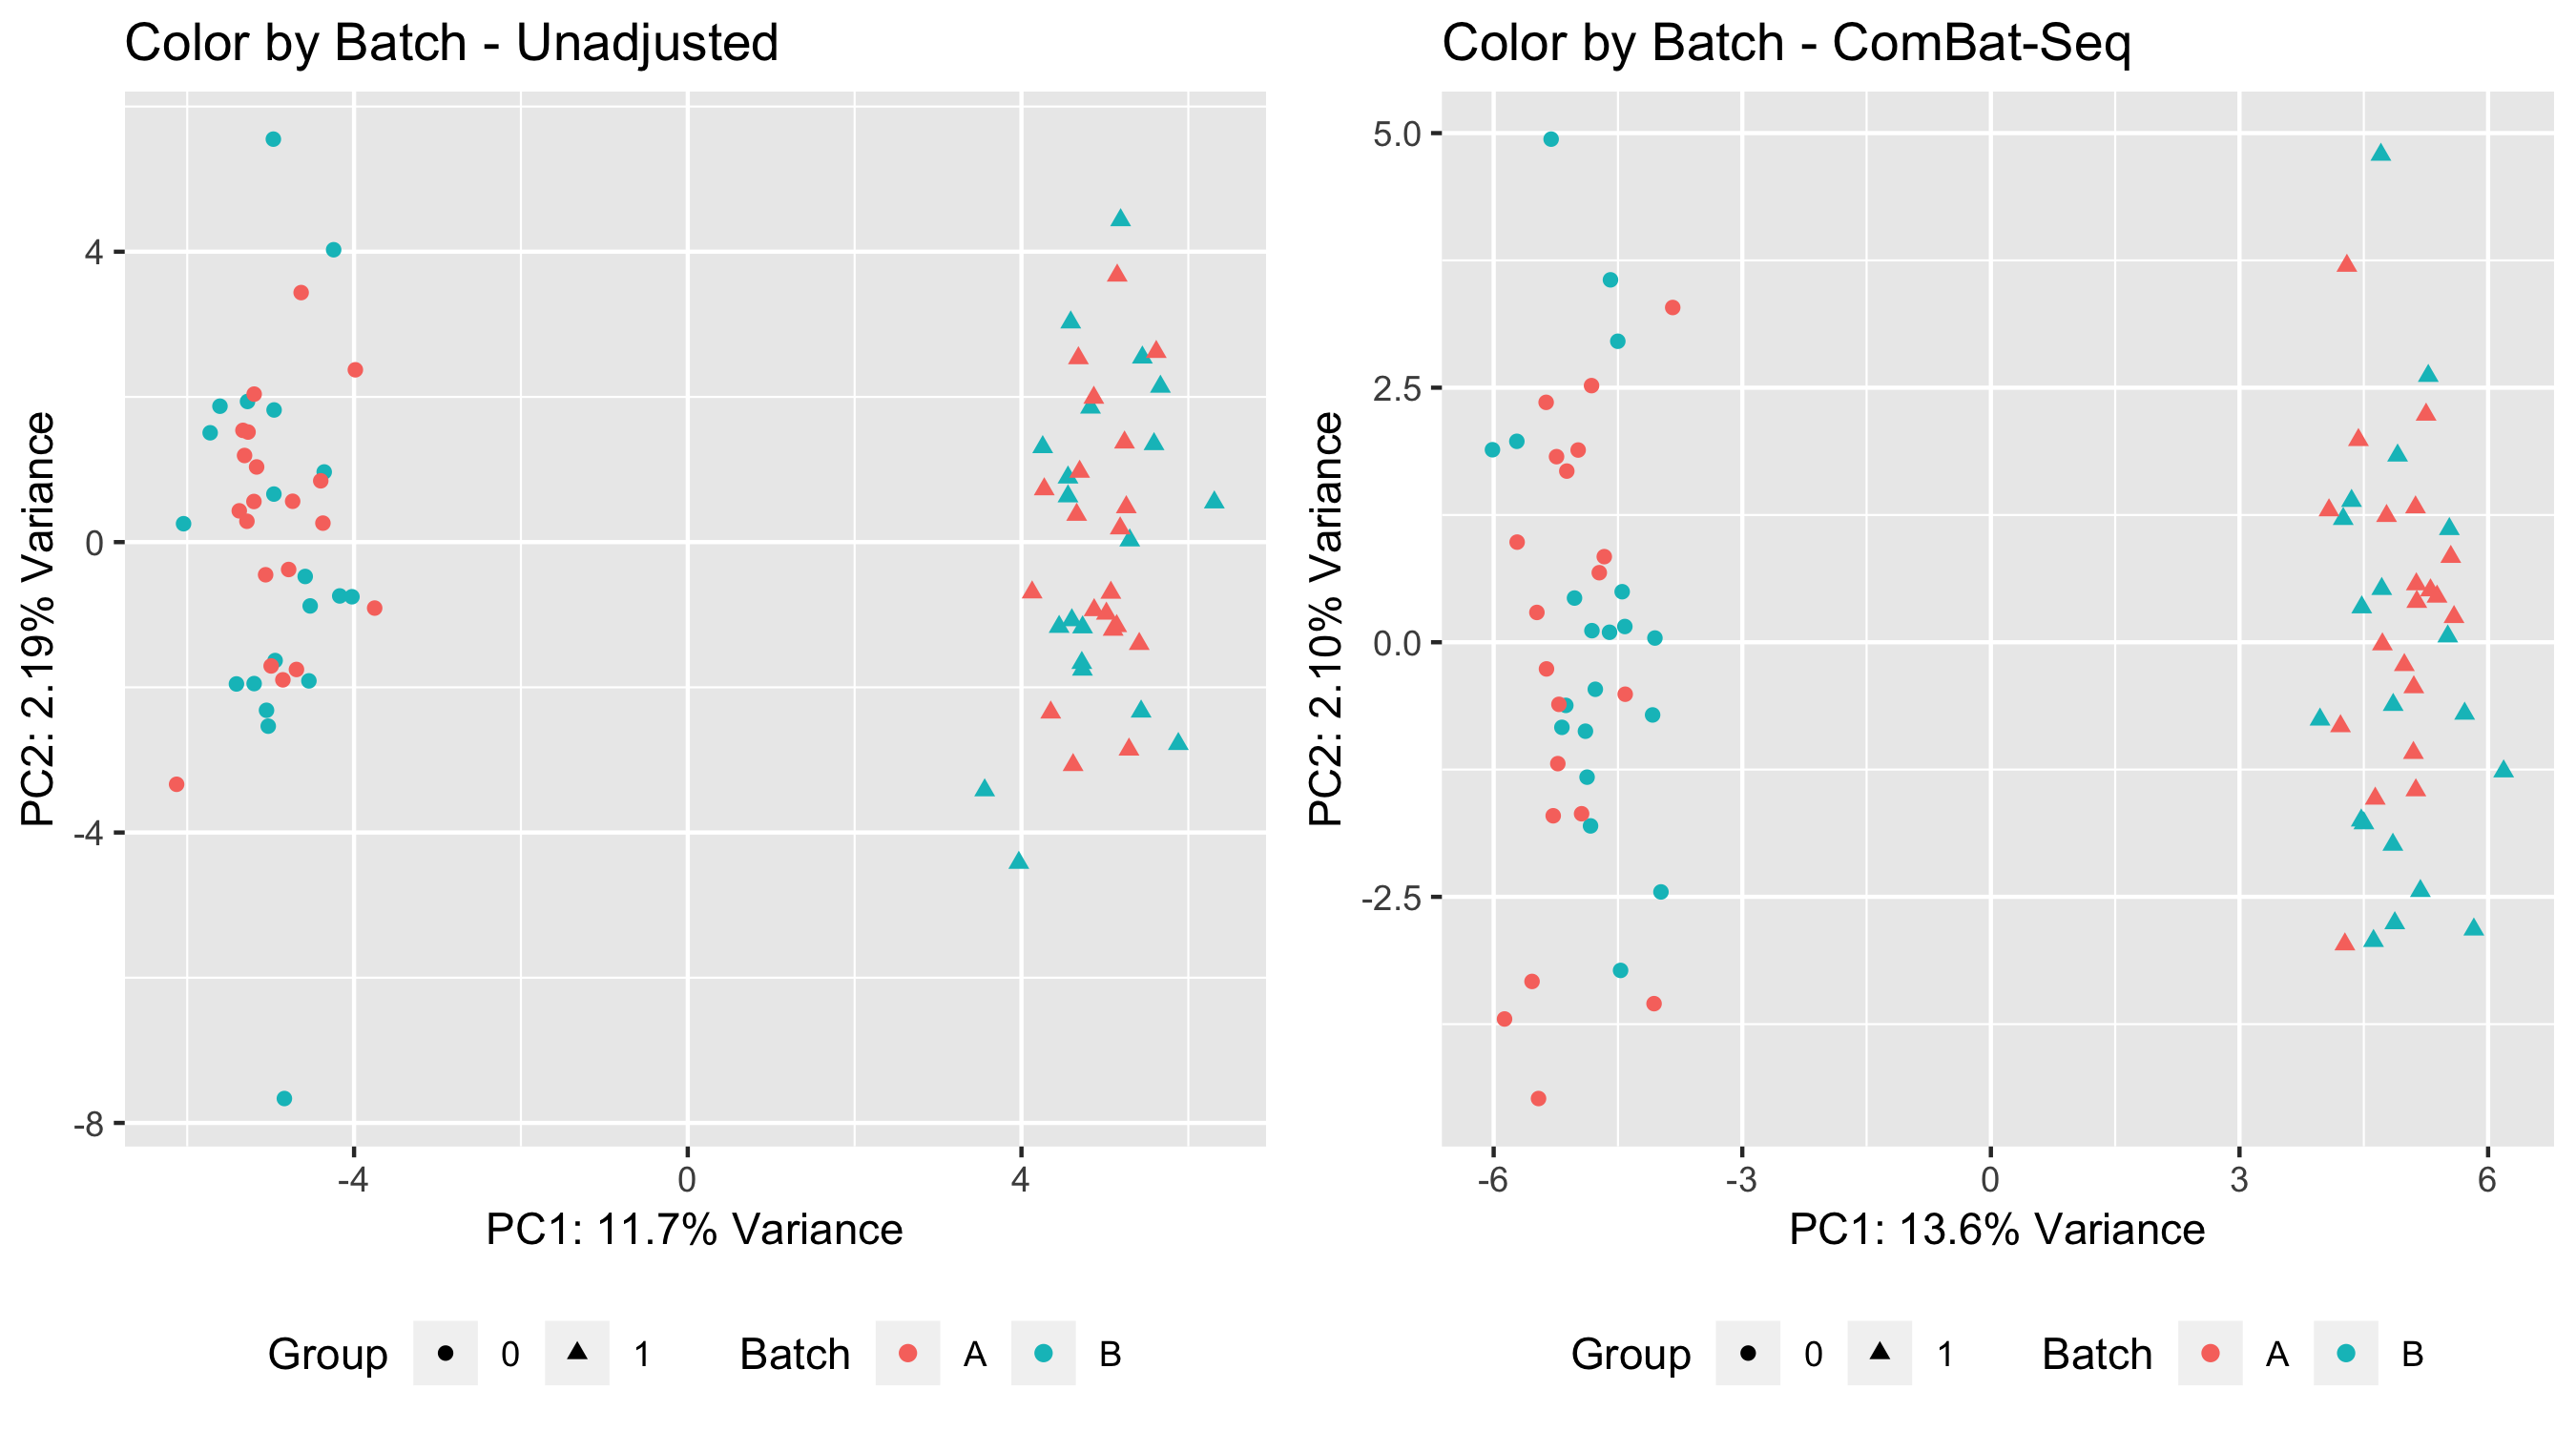 Color by Batch - Unadjusted
PC2: 2.19% Variance
4
0
-4
-8
-4
0
4
PC1: 11.7% Variance
Group 0 1 Batch A B
Color by Batch - ComBat-Seq
PC2: 2.10% Variance
5.0
2.5
0.0
-2.5
-6
-3
0
3
6
PC1: 13.6% Variance
Group 0 1 Batch A B